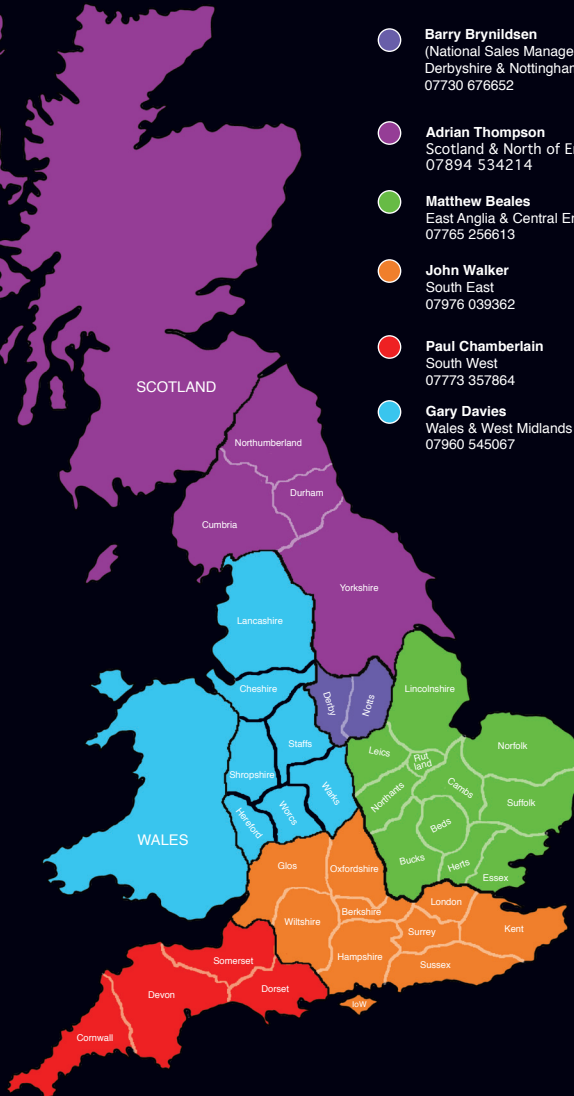 Barry Brynildsen
(National Sales Manage
Derbyshire & Nottingham
07730 676652
Adrian Thompson
Scotland & North of En
07894 534214
Matthew Beales
East Anglia & Central En
07765 256613
John Walker
South East
07976 039362
Paul Chamberlain
South West
07773 357864
Gary Davies
Wales & West Midlands
07960 545067
SCOTLAND
Northumberland
Durham
Cumbria
Yorkshire
Lancashire
Cheshire
Derby
Notts
Lincolnshire
Staffs
Leics
Rut
land
Norfolk
Shropshire
Warks
Northants
Cambs
Suffolk
Hereford
Worcs
Beds
WALES
Bucks
Herts
Essex
Glos
Oxfordshire
London
Berkshire
Wiltshire
Surrey
Kent
Hampshire
Sussex
Somerset
Dorset
Devon
IoW
Cornwall